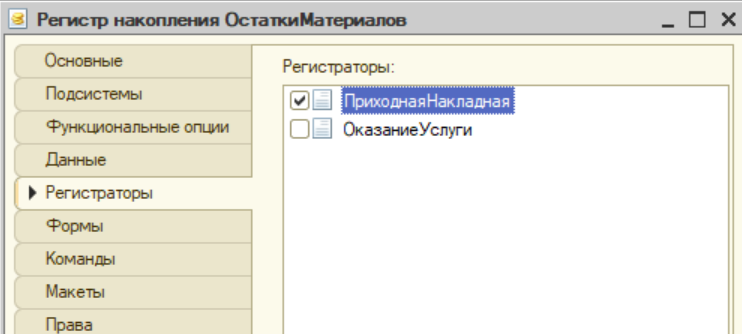 Регистр накопления ОстаткиМатериалов
Основные
Подсистемы
Функциональные опции
Данные
Регистраторы
Формы
Команды
Макеты
Права
Регистраторы:
ПриходнаяНакладная
ОказаниеУслуги